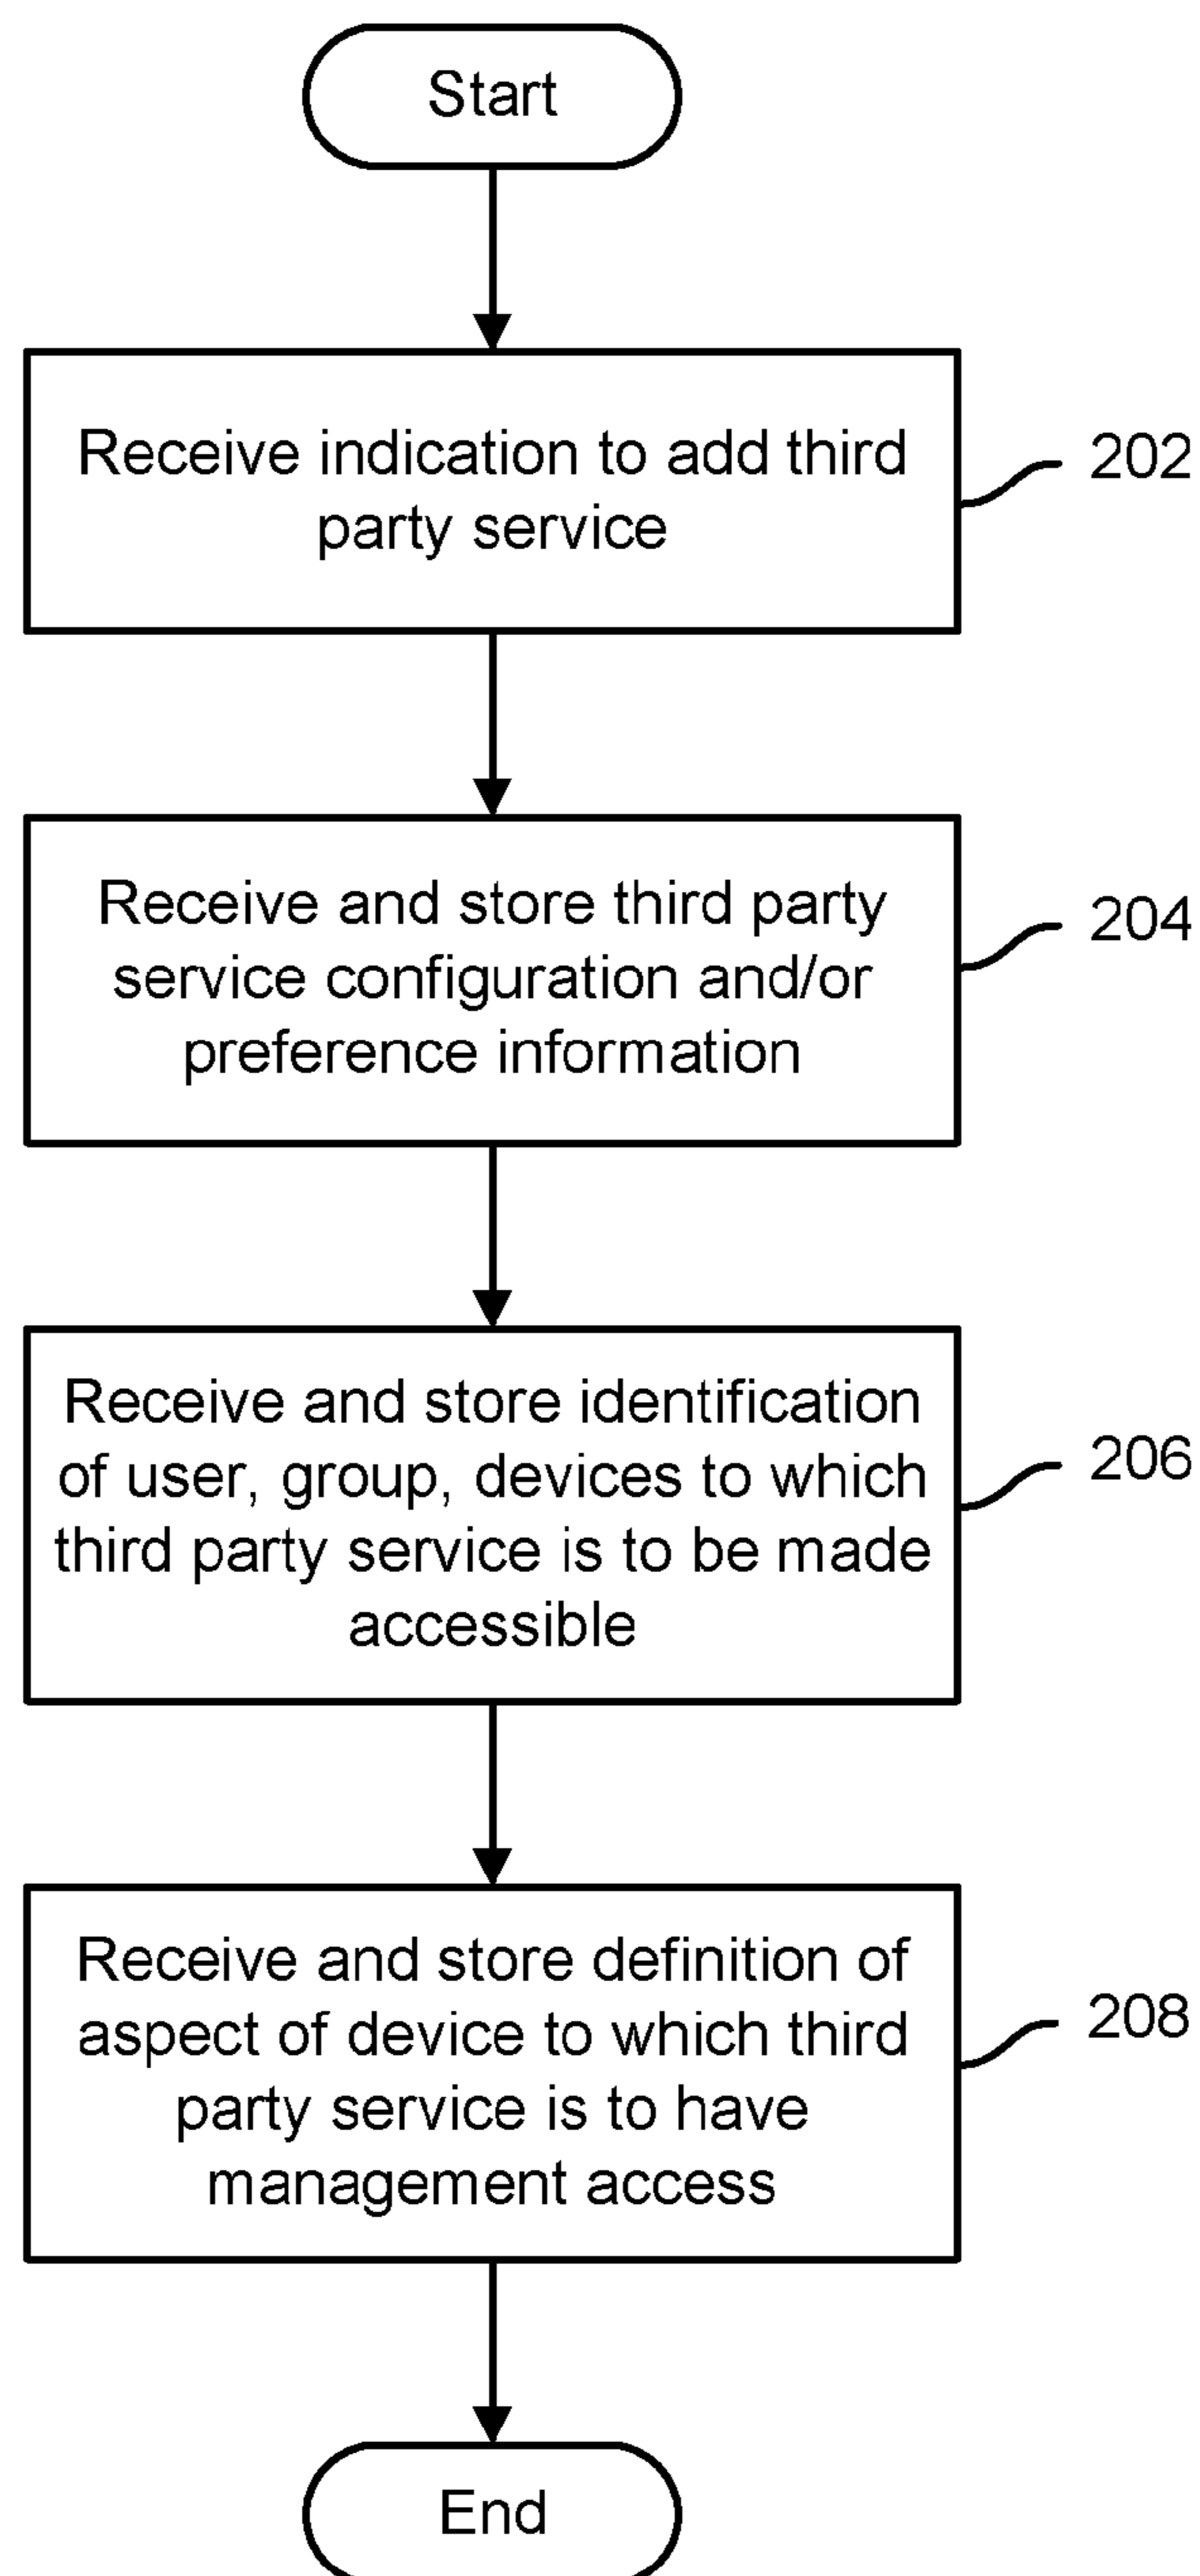 Start
Receive indication to add third
party service
202
Receive and store third party
service configuration and/or
preference information
204
Receive and store identification
of user, group, devices to which
third party service is to be made
accessible
206
Receive and store definition of
aspect of device to which third
party service is to have
management access
208
End